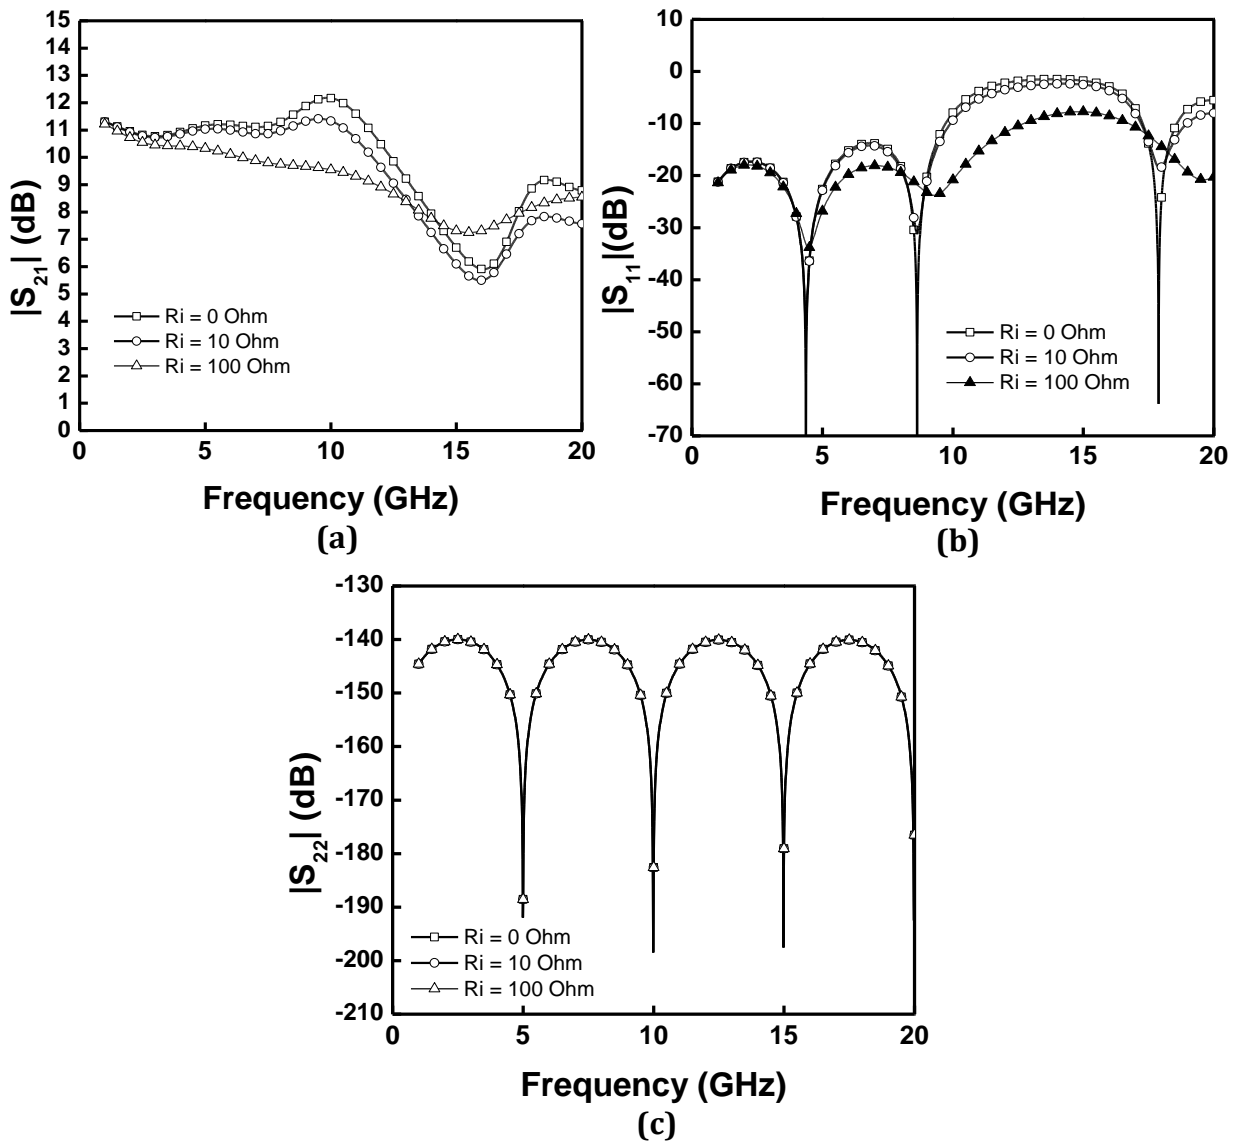 15
14
13
12
11
10
9
8
7
6
5
4
3
2
1
0
|S21| (dB)
Ri = 0 Ohm
Ri = 10 Ohm
Ri = 100 Ohm
0 5 10 15 20
Frequency (GHz)
(a)
10
0
-10
-20
-30
-40
-50
-60
-70
|S11|(dB)
Ri = 0 Ohm
Ri = 10 Ohm
Ri = 100 Ohm
0 5 10 15 20
Frequency (GHz)
(b)
-130
-140
-150
-160
-170
-180
-190
-200
-210
|S22| (dB)
Ri = 0 Ohm
Ri = 10 Ohm
Ri = 100 Ohm
0 5 10 15 20
Frequency (GHz)
(c)